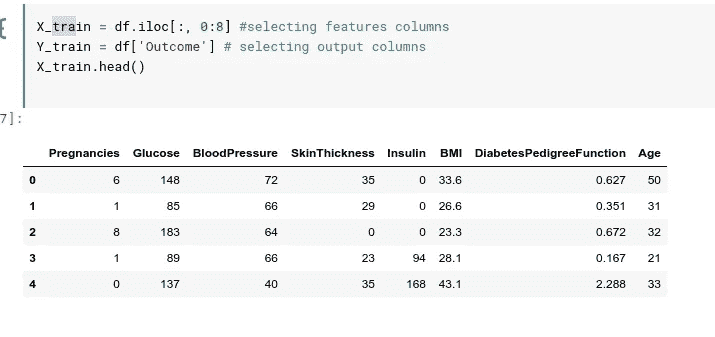 X_train = df.iloc[:, 0:8] #selecting features columns
Y_train = df['Outcome'] # selecting output columns
X_train.head()
7]:
Pregnancies Glucose BloodPressure SkinThickness Insulin BMI DiabetesPedigreeFunction Age
0 6 148 72 35 0 33.6 0.627 50
1 1 85 66 29 0 26.6 0.351 31
2 8 183 64 0 0 23.3 0.672 32
3 1 89 66 23 94 28.1 0.167 21
4 0 137 40 35 168 43.1 2.288 33